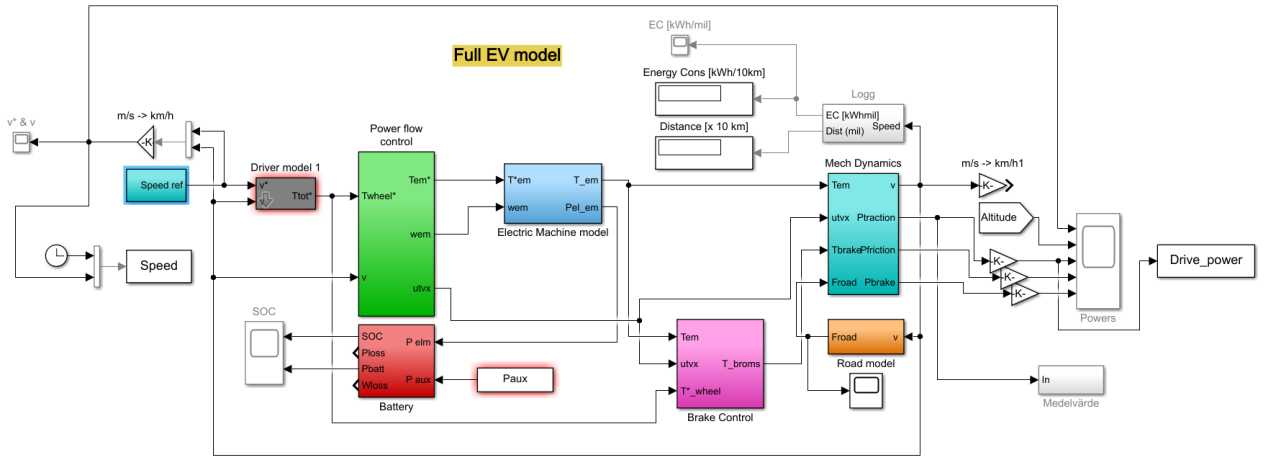 Full EV model
EC [kWh/mil]
Energy Cons [kWh/10km]
Distance [x 10 km]
Logg
EC [kWhmil]
Dist (mil)
Speed
v* & v
m/s -> km/h
-K-
Speed ref
Driver model 1
v*
v
Ttot*
Power flow
control
Twheel*
v
Tem*
wem
utvx
T*em
wem
T_em
Pel_em
Electric Machine model
Mech Dynamics
Tem
utvx
Tbrake
Froad
v
Ptraction
Pfriction
Pbrake
m/s -> km/h1
-K-
Altitude
-K-
-K-
-K-
Powers
Drive_power
Speed
SOC
SOC
Ploss
Pbatt
Wloss
P elm
P aux
Battery
Paux
Tem
utvx
T*_wheel
T_broms
Brake Control
Froad
v
Road model
In
Medelvärde